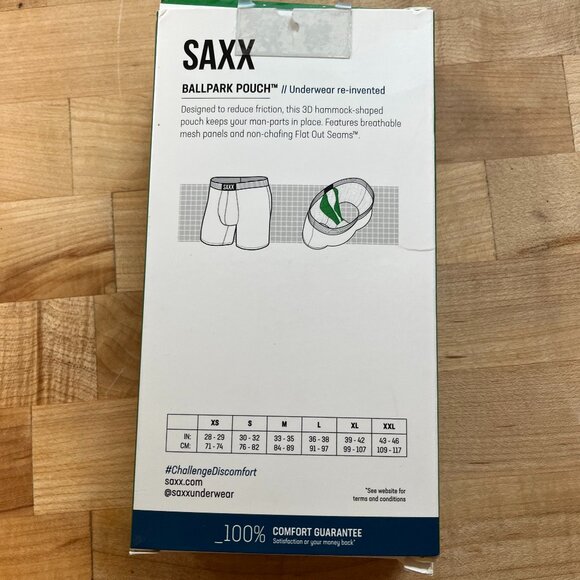 SAXX
BALLPARK POUCH™ // Underwear re-invented
Designed to reduce friction, this 3D hammock-shaped
pouch keeps your man-parts in place. Features breathable
mesh panels and non-chafing Flat Out Seams™.
SAXX
XS S M L XL XXL
IN: 28 - 29 30 - 32 33 - 35 36 - 38 39 - 42 43 - 46
CM: 71 - 74 76 - 82 84 - 89 91 - 97 99 - 107 109 - 117
#ChallengeDiscomfort
saxx.com
@saxxunderwear
*See website for
terms and conditions
_100% COMFORT GUARANTEE
Satisfaction or your money back*